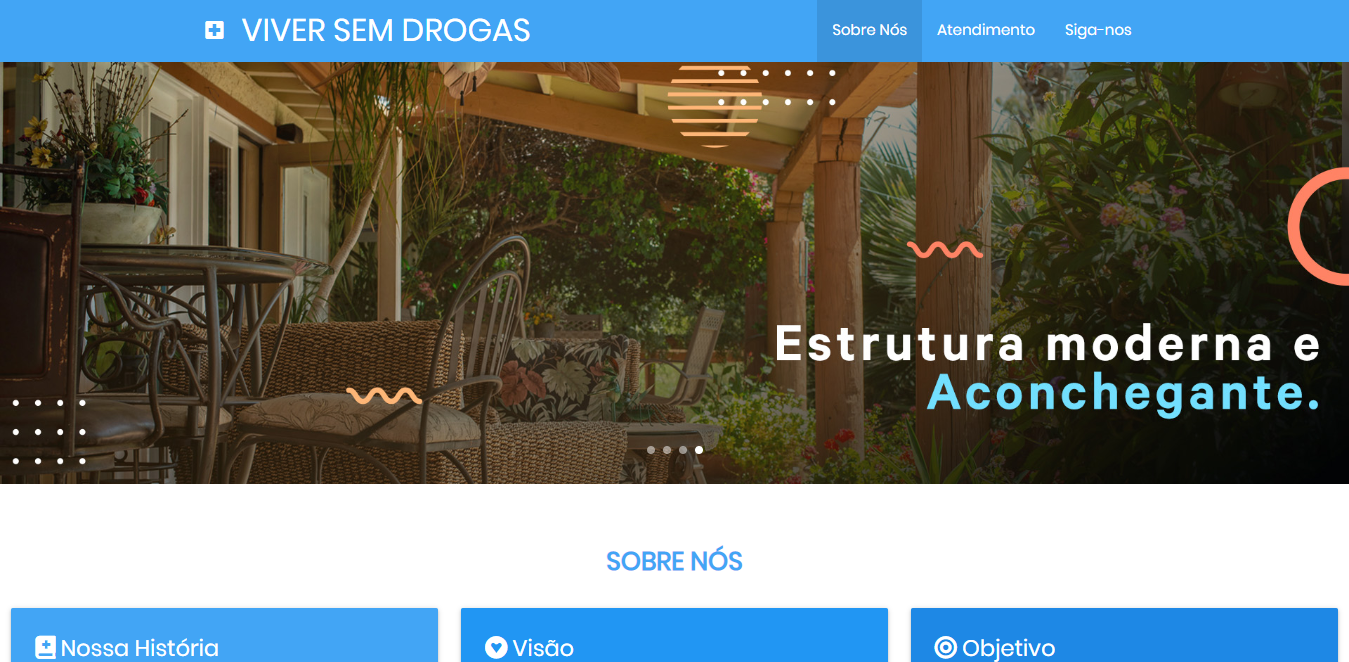 VIVER SEM DROGAS
Sobre Nós
Atendimento
Siga-nos
Estrutura moderna e
Aconchegante.
SOBRE NÓS
Nossa História
Visão
Objetivo